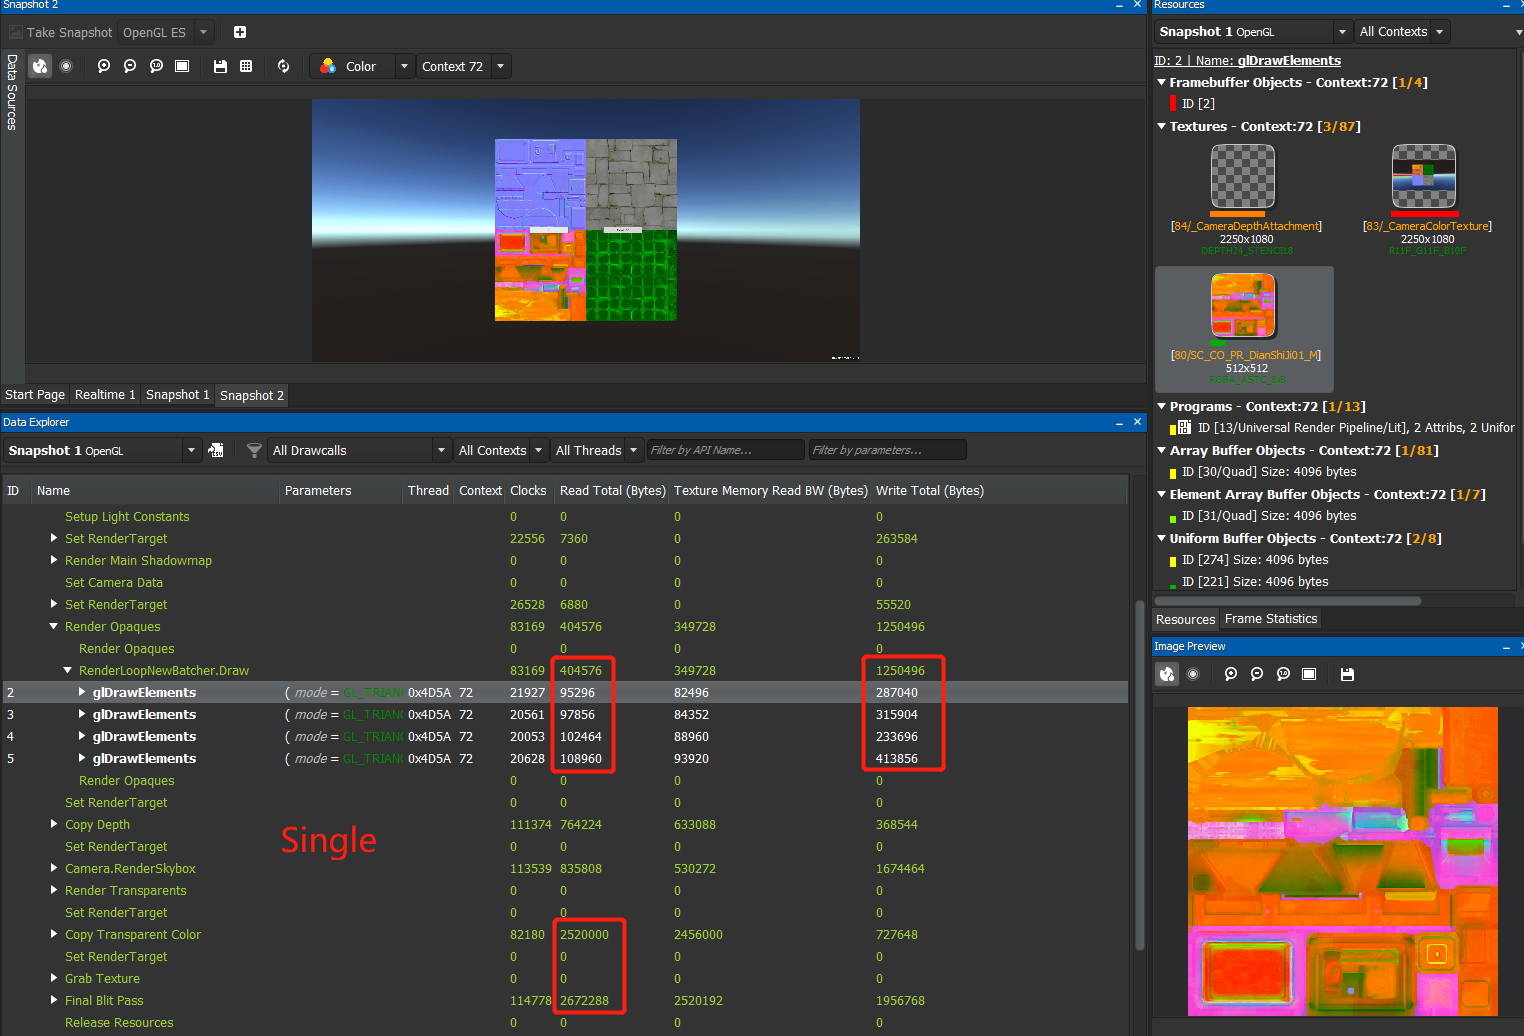 Snapshot 2
Take Snapshot OpenGL ES
Data Sources
Color Context 72
Start Page Realtime 1 Snapshot 1 Snapshot 2
Data Explorer
Snapshot 1 OpenGL All Drawcalls All Contexts All Threads Filter by API Name... Filter by parameters...
ID Name Parameters Thread Context Clocks Read Total (Bytes) Texture Memory Read BW (Bytes) Write Total (Bytes)
Setup Light Constants 0 0 0 0
Set RenderTarget 22556 7360 0 263584
Render Main Shadowmap 0 0 0 0
Set Camera Data 0 0 0 0
Set RenderTarget 26528 6880 0 55520
Render Opaques 83169 404576 349728 1250496
Render Opaques 0 0 0 0
RenderLoopNewBatcher.Draw 83169 404576 349728 1250496
2 glDrawElements ( mode = GL_TRIANG 0x4D5A 72 21927 95296 82496 287040
3 glDrawElements ( mode = GL_TRIANG 0x4D5A 72 20561 97856 84352 315904
4 glDrawElements ( mode = GL_TRIANG 0x4D5A 72 20053 102464 88960 233696
5 glDrawElements ( mode = GL_TRIANG 0x4D5A 72 20628 108960 93920 413856
Render Opaques 0 0 0 0
Set RenderTarget 0 0 0 0
Copy Depth 111374 764224 633088 368544
Set RenderTarget 0 0 0 0
Camera.RenderSkybox 113539 835808 530272 1674464
Render Transparents 0 0 0 0
Set RenderTarget 0 0 0 0
Copy Transparent Color 82180 2520000 2456000 727648
Set RenderTarget 0 0 0 0
Grab Texture 0 0 0 0
Final Blit Pass 114778 2672288 2520192 1956768
Release Resources 0 0 0 0
Single
Resources
Snapshot 1 OpenGL All Contexts
ID: 2 | Name: glDrawElements
Framebuffer Objects - Context:72 [1/4]
ID [2]
Textures - Context:72 [3/87]
[84/_CameraDepthAttachment]
2250x1080
DEPTH24_STENCIL8
[83/_CameraColorTexture]
2250x1080
R11F_G11F_B10F
[80/SC_CO_PR_DianShiJi01_M]
512x512
RGBA_ASTC_8x8
Programs - Context:72 [1/13]
ID [13/Universal Render Pipeline/Lit], 2 Attribs, 2 Unifor
Array Buffer Objects - Context:72 [1/81]
ID [30/Quad] Size: 4096 bytes
Element Array Buffer Objects - Context:72 [1/7]
ID [31/Quad] Size: 4096 bytes
Uniform Buffer Objects - Context:72 [2/8]
ID [274] Size: 4096 bytes
ID [221] Size: 4096 bytes
Resources Frame Statistics
Image Preview